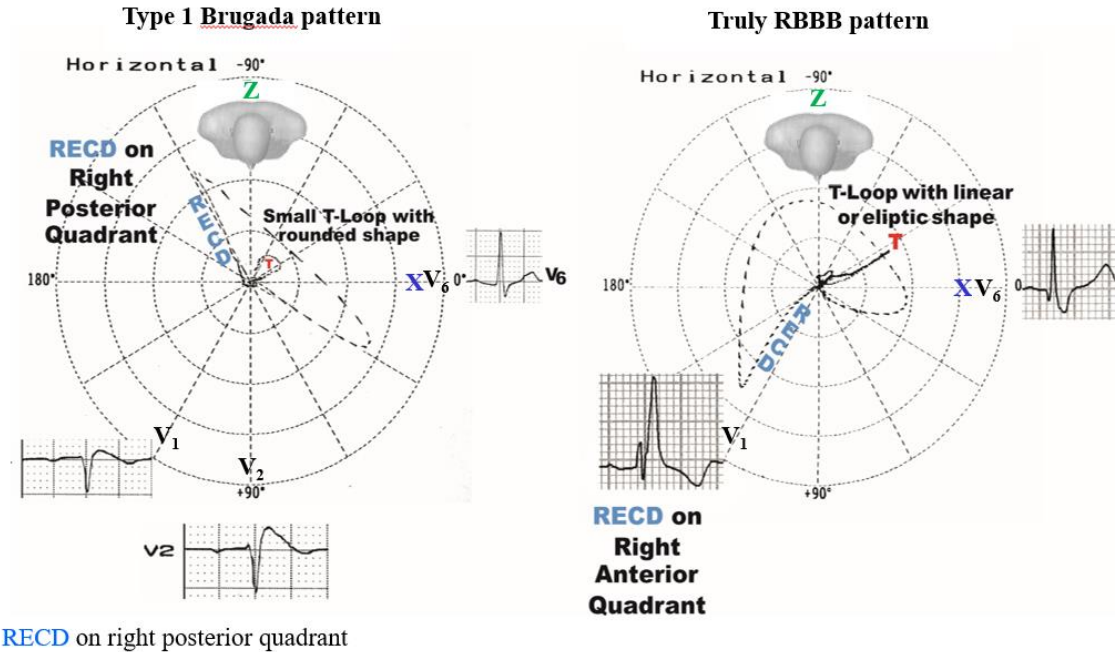 Type 1 Brugada pattern
Horizontal -90°
Z
RECD on
Right
Posterior
Quadrant
RECD
Small T-Loop with
rounded shape
T
180°
X V6 0°
V6
V1
V2
+90°
V2
RECD on right posterior quadrant
Truly RBBB pattern
Horizontal -90°
Z
T-Loop with linear
or eliptic shape
T
180°
X V6
0
RECD
V1
+90°
RECD on
Right
Anterior
Quadrant